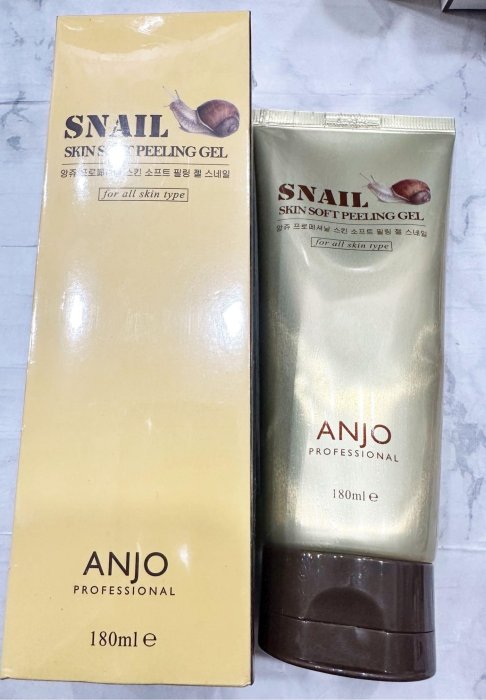 SNAIL
SKIN SOFT PEELING GEL
앙쥬 프로페셔날 스킨 소프트 필링 젤 스네일
for all skin type
ANJO
PROFESSIONAL
180ml e
SNAIL
SKIN SOFT PEELING GEL
앙쥬 프로페셔날 스킨 소프트 필링 젤 스네일
for all skin type
ANJO
PROFESSIONAL
180ml e